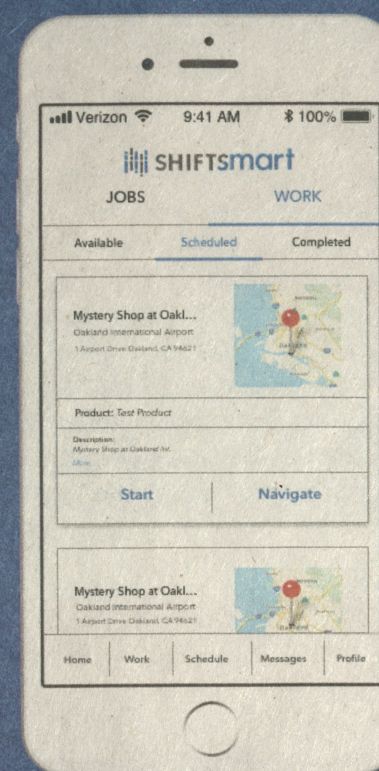 Verizon 9:41 AM 100%
SHIFTSmart
JOBS WORK
Available Scheduled Completed
Mystery Shop at Oakl...
Oakland International Airport
1 Airport Drive Oakland, CA 94621
Oakland
Product: Test Product
Description:
Mystery Shop at Oakland Int.
More
Start Navigate
Mystery Shop at Oakl...
Oakland International Airport
1 Airport Drive Oakland, CA 94621
Oakland
Home Work Schedule Messages Profile